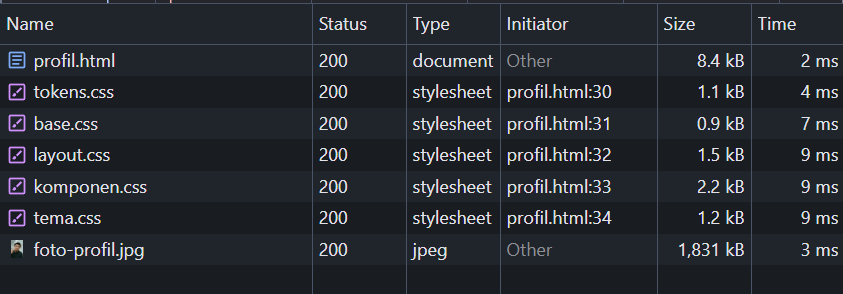 Name Status Type Initiator Size Time
profil.html 200 document Other 8.4 kB 2 ms
tokens.css 200 stylesheet profil.html:30 1.1 kB 4 ms
base.css 200 stylesheet profil.html:31 0.9 kB 7 ms
layout.css 200 stylesheet profil.html:32 1.5 kB 9 ms
komponen.css 200 stylesheet profil.html:33 2.2 kB 9 ms
tema.css 200 stylesheet profil.html:34 1.2 kB 9 ms
foto-profil.jpg 200 jpeg Other 1,831 kB 3 ms